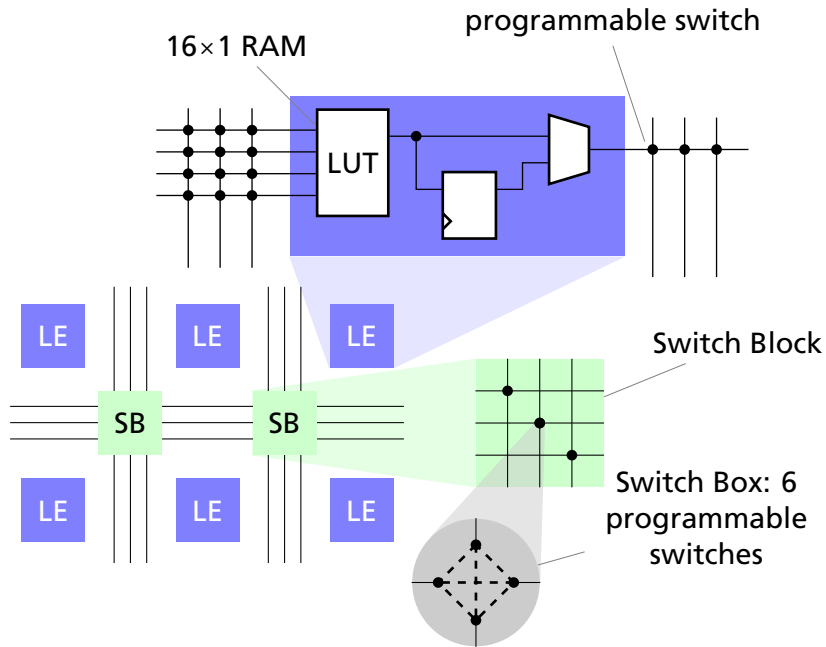 programmable switch
16×1 RAM
LUT
LE LE LE
Switch Block
SB SB
LE LE LE
Switch Box: 6
programmable
switches